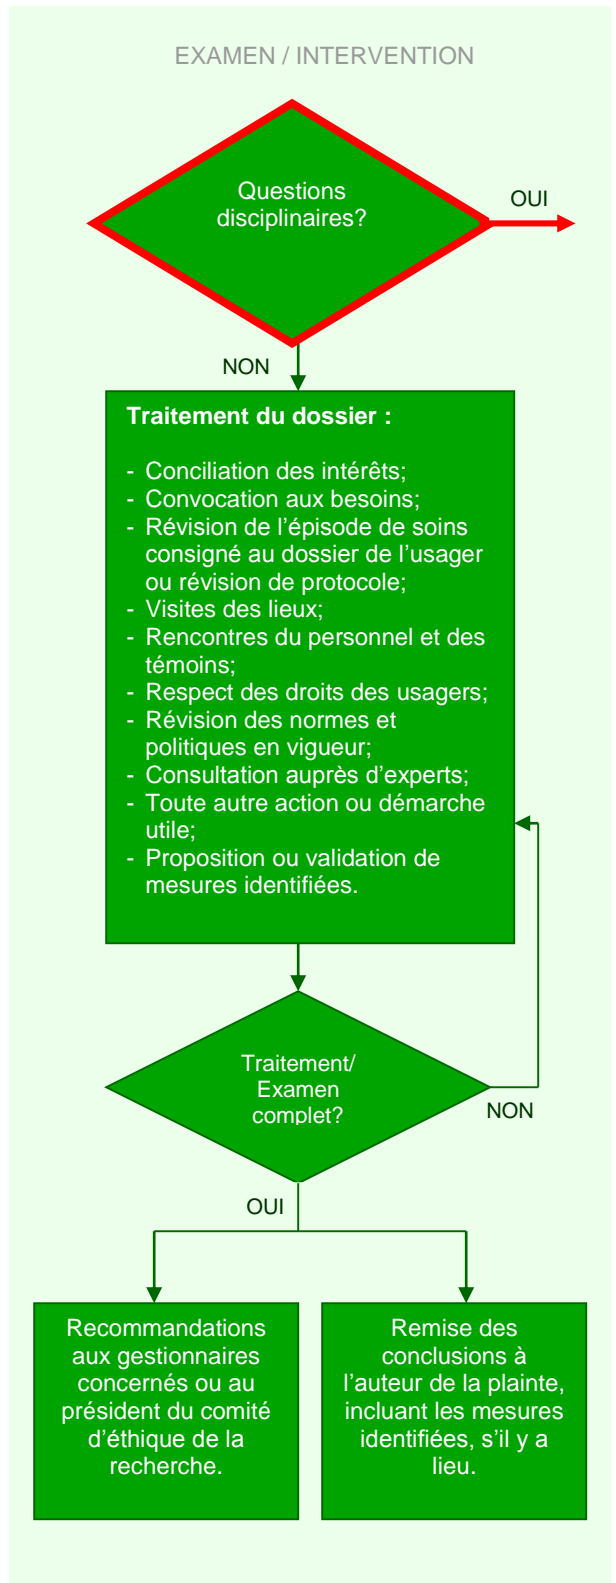 EXAMEN / INTERVENTION
Questions
disciplinaires?
OUI
NON
Traitement du dossier :
- Conciliation des intérêts;
- Convocation aux besoins;
- Révision de l’épisode de soins
consigné au dossier de l’usager
ou révision de protocole;
- Visites des lieux;
- Rencontres du personnel et des
témoins;
- Respect des droits des usagers;
- Révision des normes et
politiques en vigueur;
- Consultation auprès d’experts;
- Toute autre action ou démarche
utile;
- Proposition ou validation de
mesures identifiées.
Traitement/
Examen
complet?
NON
OUI
Recommandations
aux gestionnaires
concernés ou au
président du comité
d’éthique de la
recherche.
Remise des
conclusions à
l’auteur de la plainte,
incluant les mesures
identifiées, s’il y a
lieu.